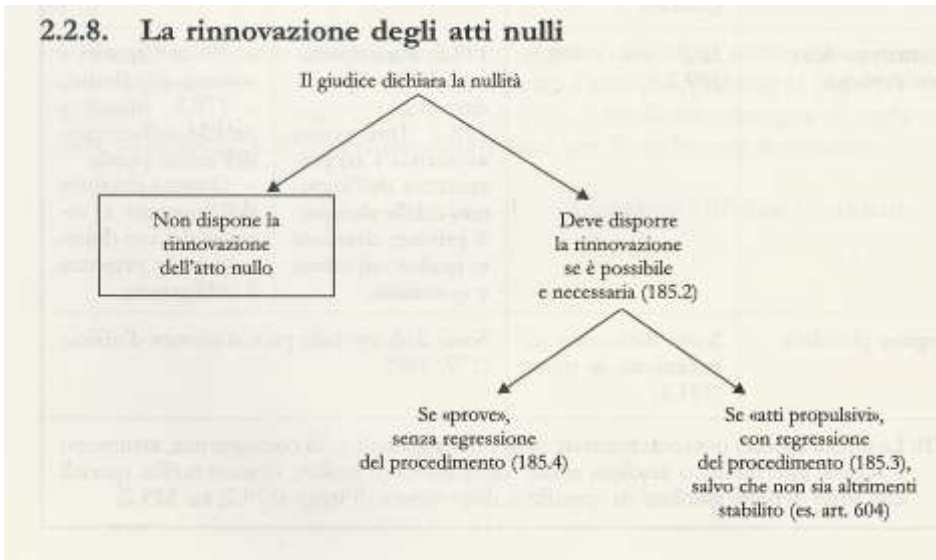 2.2.8. La rinnovazione degli atti nulli
Il giudice dichiara la nullità
Non dispone la
rinnovazione
dell'atto nullo
Deve disporre
la rinnovazione
se è possibile
e necessaria (185.2)
Se «prove»,
senza regressione
del procedimento (185.4)
Se «atti propulsivi»,
con regressione
del procedimento (185.3),
salvo che non sia altrimenti
stabilito (es. art. 604)